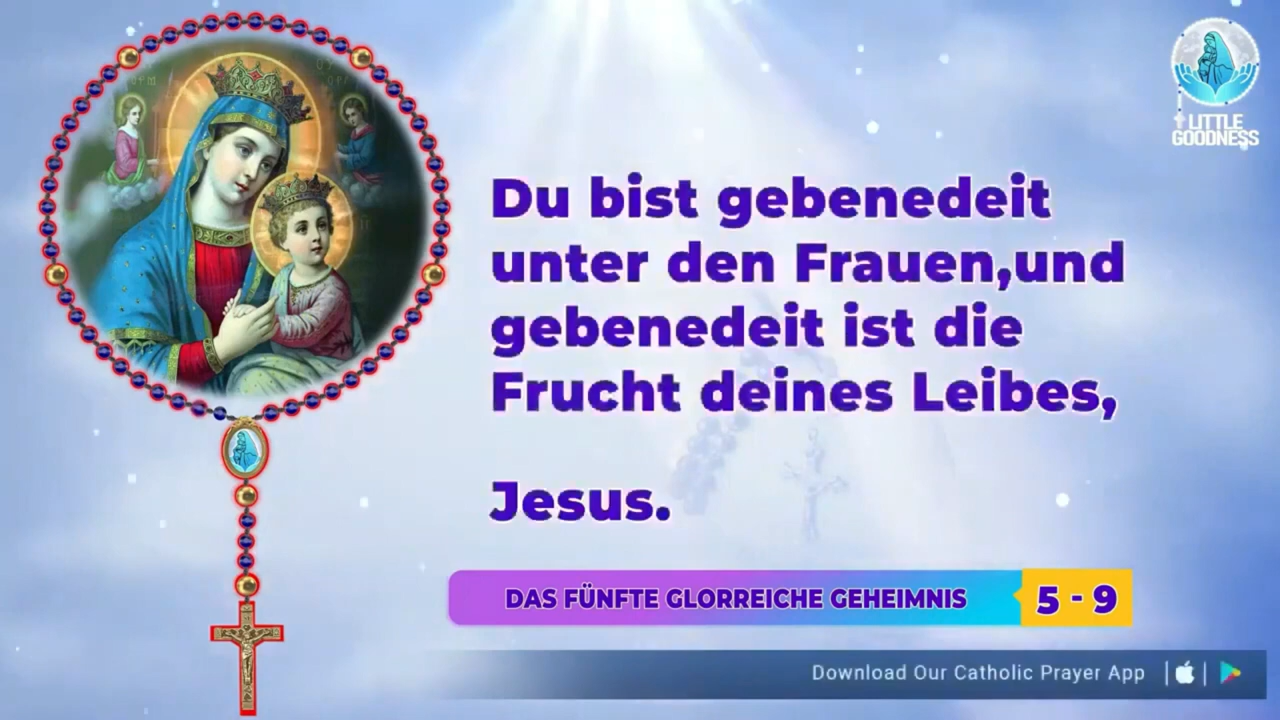 LITTLE
GOODNESS
Du bist gebenedeit
unter den Frauen,und
gebenedeit ist die
Frucht deines Leibes,
Jesus.
DAS FÜNFTE GLORREICHE GEHEIMNIS
5 - 9
Download Our Catholic Prayer App